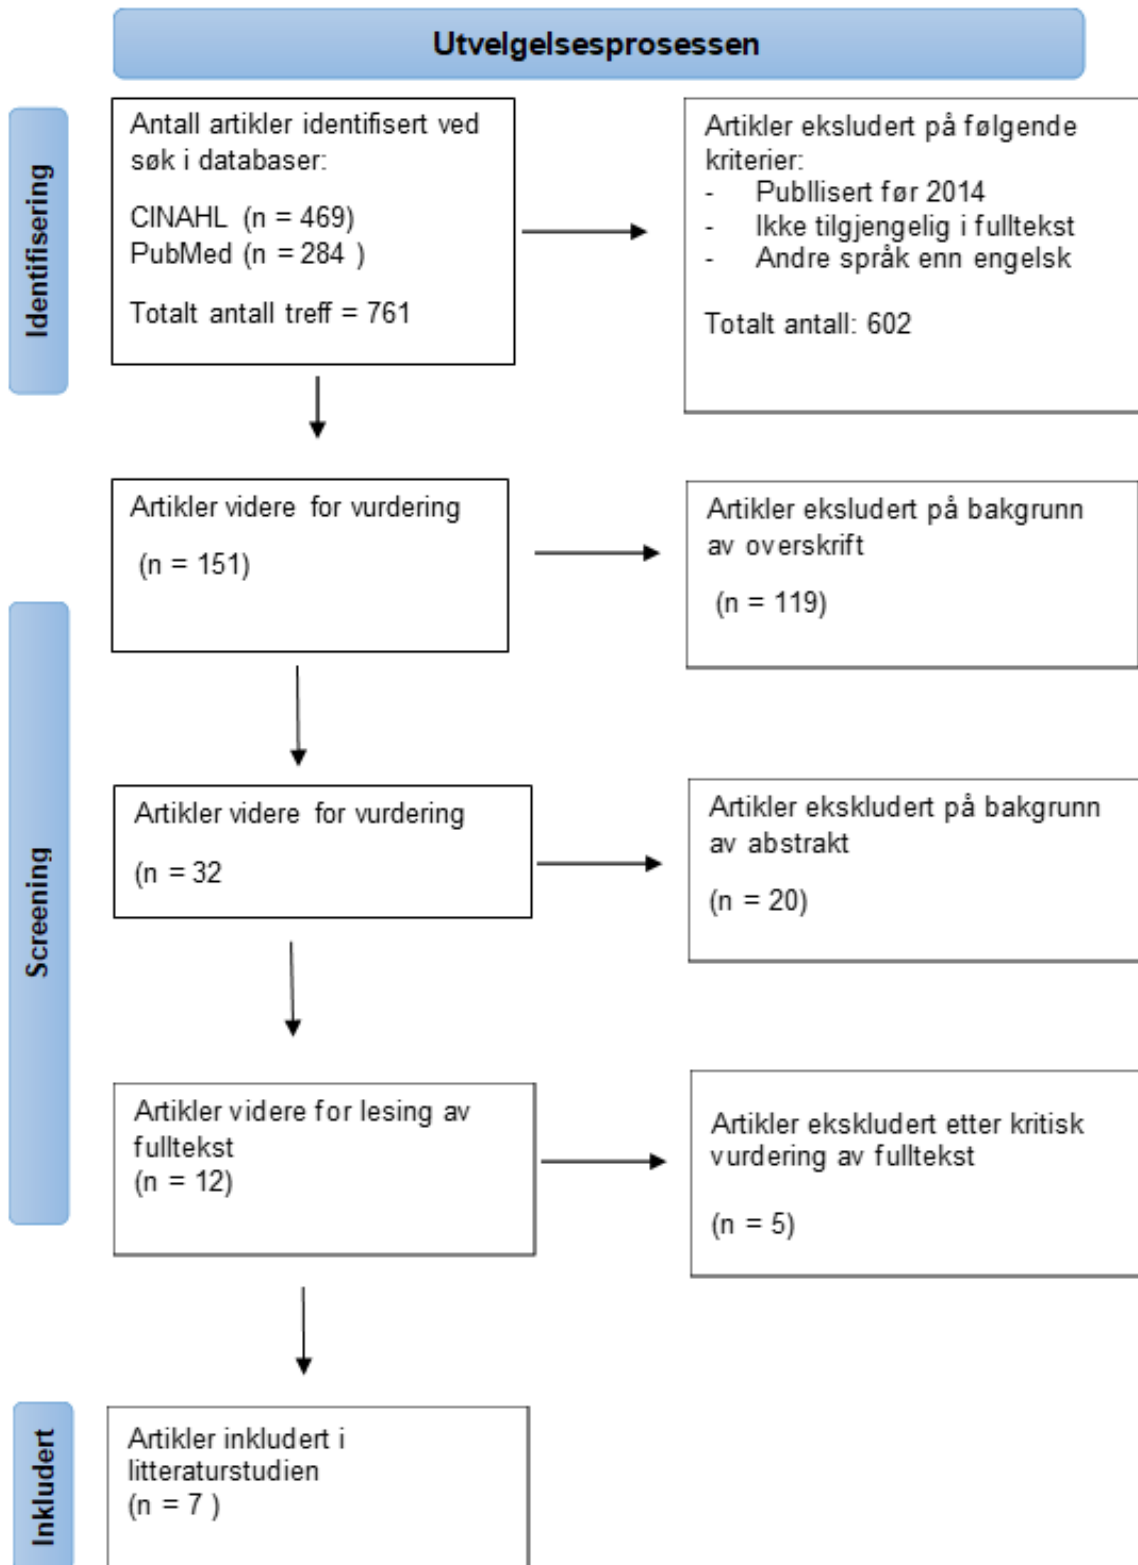 Utvelgelsesprosessen
Identifisering
Antall artikler identifisert ved
søk i databaser:
CINAHL (n = 469)
PubMed (n = 284 )
Totalt antall treff = 761
Artikler eksludert på følgende
kriterier:
- Publlisert før 2014
- Ikke tilgjengelig i fulltekst
- Andre språk enn engelsk
Totalt antall: 602
Screening
Artikler videre for vurdering
(n = 151)
Artikler eksludert på bakgrunn
av overskrift
(n = 119)
Artikler videre for vurdering
(n = 32
Artikler ekskludert på bakgrunn
av abstrakt
(n = 20)
Artikler videre for lesing av
fulltekst
(n = 12)
Artikler ekskludert etter kritisk
vurdering av fulltekst
(n = 5)
Inkludert
Artikler inkludert i
litteraturstudien
(n = 7 )